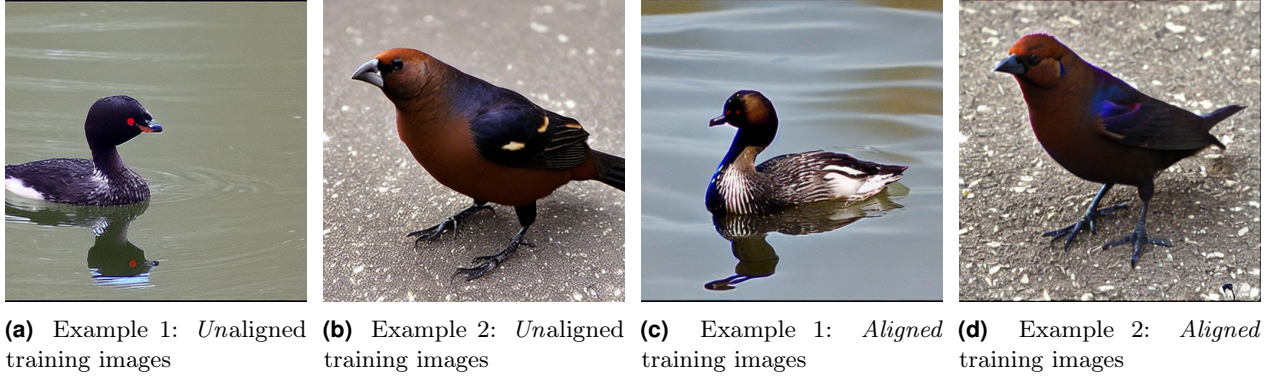 (a) Example 1: Unaligned
training images
(b) Example 2: Unaligned
training images
(c) Example 1: Aligned
training images
(d) Example 2: Aligned
training images